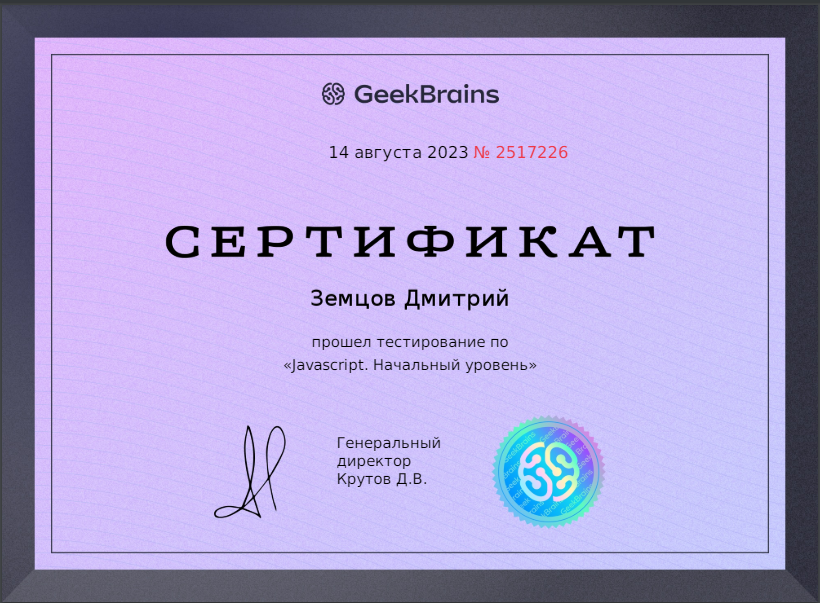 GeekBrains
14 августа 2023 № 2517226
СЕРТИФИКАТ
Земцов Дмитрий
прошел тестирование по
«Javascript. Начальный уровень»
Генеральный
директор
Крутов Д.В.